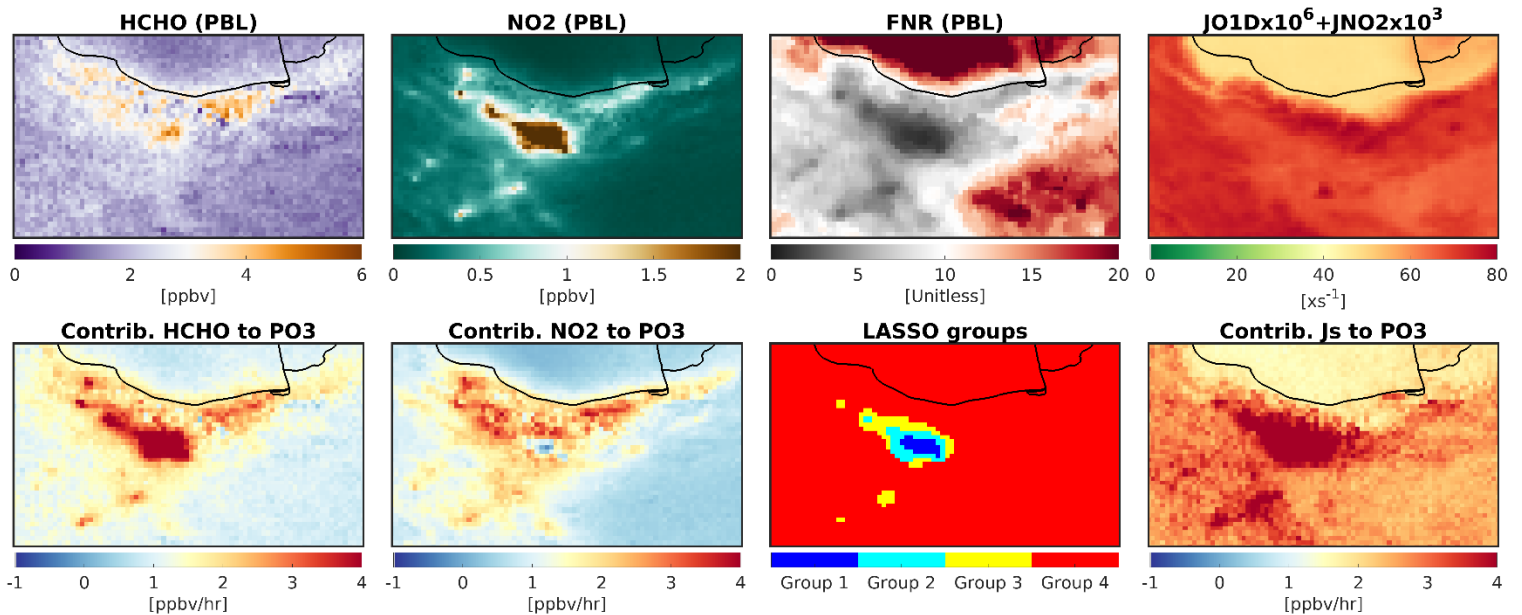 HCHO (PBL)
NO2 (PBL)
FNR (PBL)
JO1Dx10⁶+JNO2x10³
0 2 4 6
[ppbv]
0 0.5 1 1.5 2
[ppbv]
0 5 10 15 20
[Unitless]
0 20 40 60 80
[xs⁻¹]
Contrib. HCHO to PO3
Contrib. NO2 to PO3
LASSO groups
Contrib. Js to PO3
-1 0 1 2 3 4
[ppbv/hr]
-1 0 1 2 3 4
[ppbv/hr]
Group 1 Group 2 Group 3 Group 4
-1 0 1 2 3 4
[ppbv/hr]